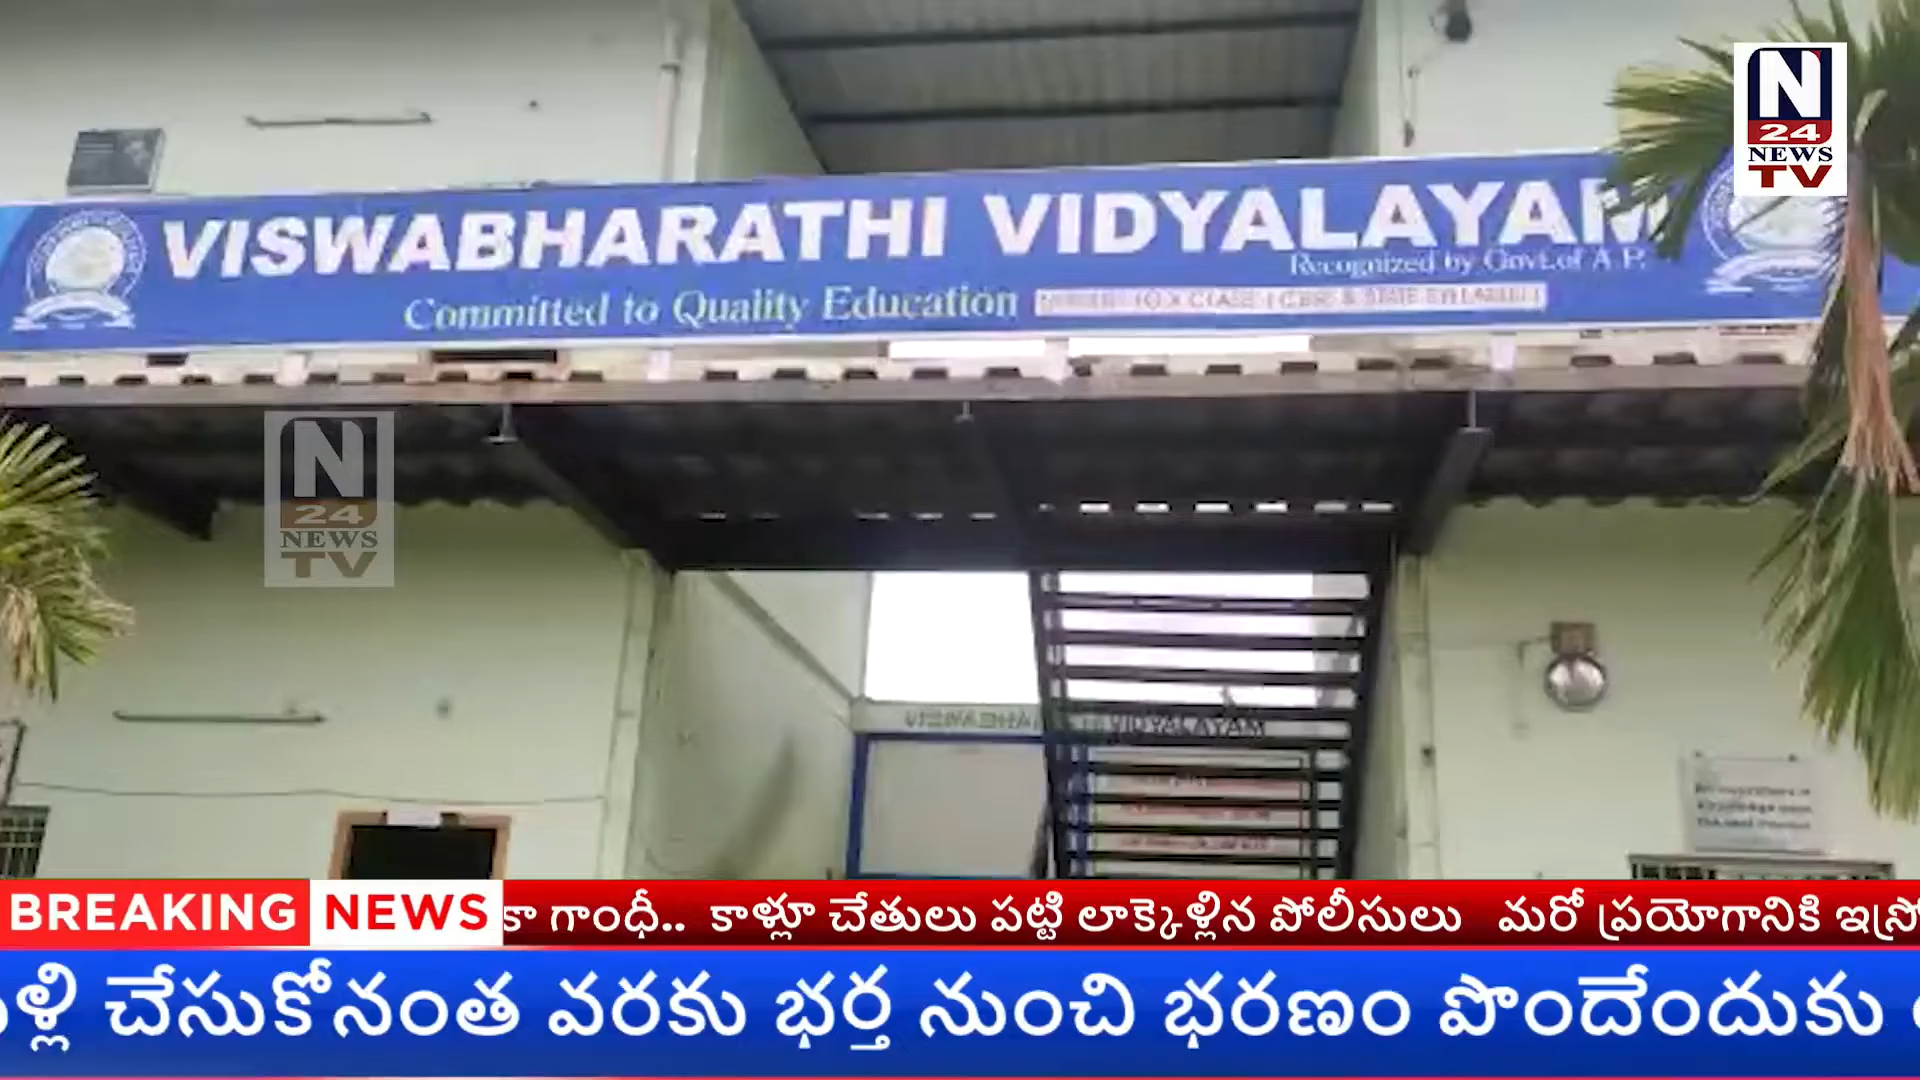 N
24
NEWS
TV
VISWABHARATHI VIDYALAYAM
Recognized by Govt.of A.P.
Committed to Quality Education
N
24
NEWS
TV
VISWABHARATHI VIDYALAYAM
BREAKING NEWS
కా గాంధీ.. కాళ్లూ చేతులు పట్టి లాక్కెళ్లిన పోలీసులు మరో ప్రయోగానికి ఇస్రో
ళ్లి చేసుకోనంత వరకు భర్త నుంచి భరణం పొందేందుకు